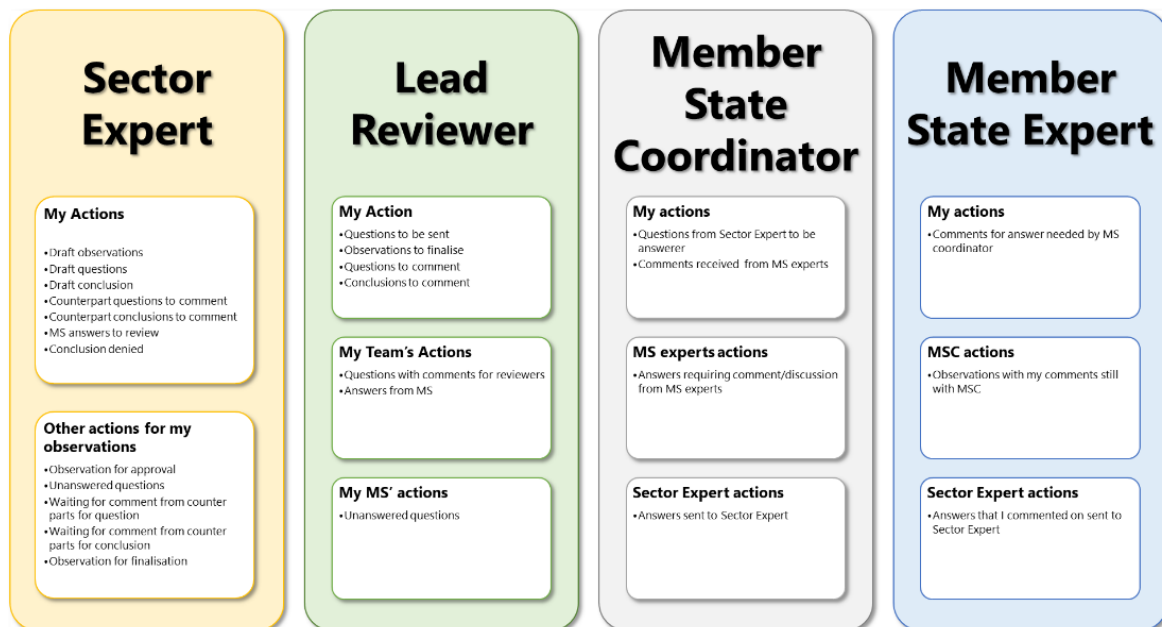 Sector
Expert
My Actions
•Draft observations
•Draft questions
•Draft conclusion
•Counterpart questions to comment
•Counterpart conclusions to comment
•MS answers to review
•Conclusion denied
Other actions for my
observations
•Observation for approval
•Unanswered questions
•Waiting for comment from counter
parts for question
•Waiting for comment from counter
parts for conclusion
•Observation for finalisation
Lead
Reviewer
My Action
•Questions to be sent
•Observations to finalise
•Questions to comment
•Conclusions to comment
My Team's Actions
•Questions with comments for reviewers
•Answers from MS
My MS' actions
•Unanswered questions
Member
State
Coordinator
My actions
•Questions from Sector Expert to be
answerer
•Comments received from MS experts
MS experts actions
•Answers requiring comment/discussion
from MS experts
Sector Expert actions
•Answers sent to Sector Expert
Member
State Expert
My actions
•Comments for answer needed by MS
coordinator
MSC actions
•Observations with my comments still
with MSC
Sector Expert actions
•Answers that I commented on sent to
Sector Expert